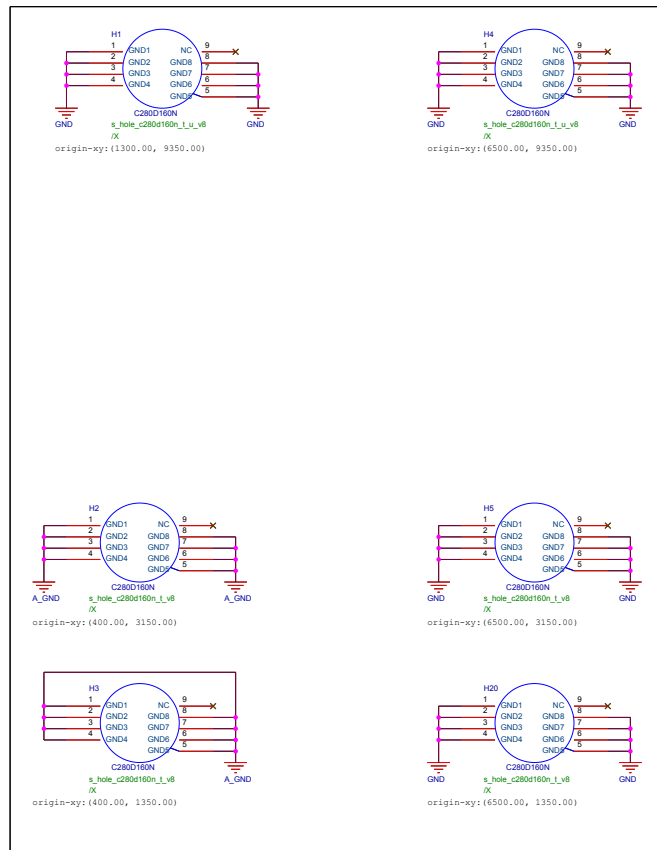 H1
1 GND1 NC 9
2 GND2 GND8 8
3 GND3 GND7 7
4 GND4 GND6 6
GND5 5
C280D160N
GND s_hole_c280d160n_t_u_v8 GND
/X
origin-xy:(1300.00, 9350.00)
H4
1 GND1 NC 9
2 GND2 GND8 8
3 GND3 GND7 7
4 GND4 GND6 6
GND5 5
C280D160N
GND s_hole_c280d160n_t_u_v8 GND
/X
origin-xy:(6500.00, 9350.00)
H2
1 GND1 NC 9
2 GND2 GND8 8
3 GND3 GND7 7
4 GND4 GND6 6
GND5 5
C280D160N
A_GND s_hole_c280d160n_t_v8 A_GND
/X
origin-xy:(400.00, 3150.00)
H5
1 GND1 NC 9
2 GND2 GND8 8
3 GND3 GND7 7
4 GND4 GND6 6
GND5 5
C280D160N
GND s_hole_c280d160n_t_v8 GND
/X
origin-xy:(6500.00, 3150.00)
H3
1 GND1 NC 9
2 GND2 GND8 8
3 GND3 GND7 7
4 GND4 GND6 6
GND5 5
C280D160N
s_hole_c280d160n_t_v8 A_GND
/X
origin-xy:(400.00, 1350.00)
H20
1 GND1 NC 9
2 GND2 GND8 8
3 GND3 GND7 7
4 GND4 GND6 6
GND5 5
C280D160N
GND s_hole_c280d160n_t_v8 GND
/X
origin-xy:(6500.00, 1350.00)